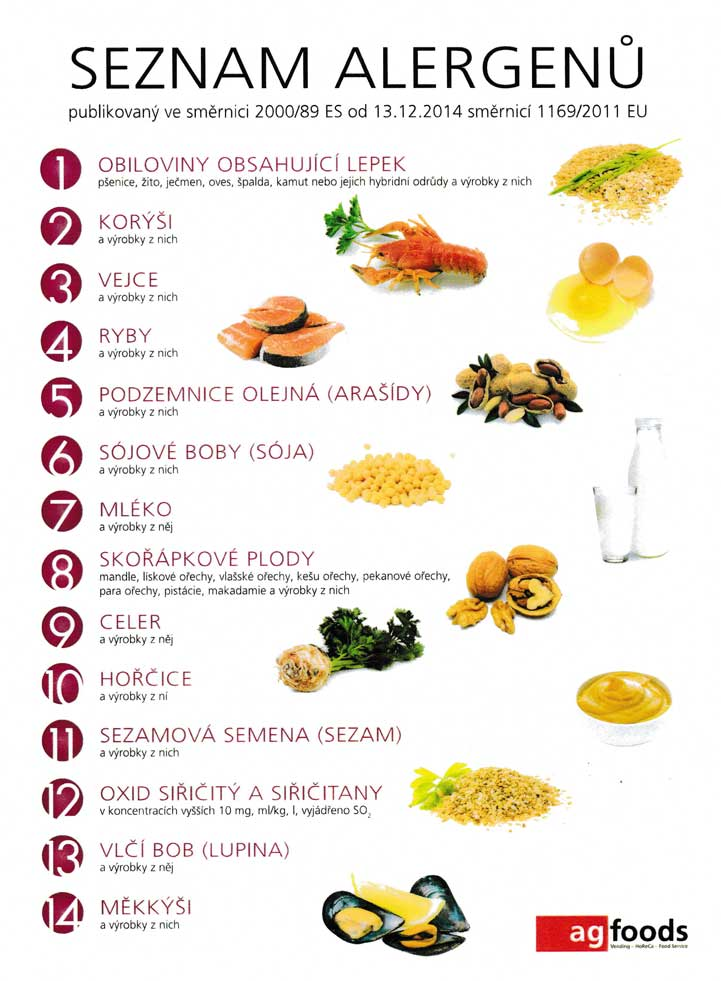 SEZNAM ALERGENŮ
publikovaný ve směrnici 2000/89 ES od 13.12.2014 směrnicí 1169/2011 EU
1 OBILOVINY OBSAHUJÍCÍ LEPEK
pšenice, žito, ječmen, oves, špalda, kamut nebo jejich hybridní odrůdy a výrobky z nich
2 KORÝŠI
a výrobky z nich
3 VEJCE
a výrobky z nich
4 RYBY
a výrobky z nich
5 PODZEMNICE OLEJNÁ (ARAŠÍDY)
a výrobky z nich
6 SÓJOVÉ BOBY (SÓJA)
a výrobky z nich
7 MLÉKO
a výrobky z něj
8 SKOŘÁPKOVÉ PLODY
mandle, lískové ořechy, vlašské ořechy, kešu ořechy, pekanové ořechy,
para ořechy, pistácie, makadamie a výrobky z nich
9 CELER
a výrobky z něj
10 HOŘČICE
a výrobky z ní
11 SEZAMOVÁ SEMENA (SEZAM)
a výrobky z nich
12 OXID SIŘIČITÝ A SIŘIČITANY
v koncentracích vyšších 10 mg, ml/kg, l, vyjádřeno SO₂
13 VLČÍ BOB (LUPINA)
a výrobky z něj
14 MĚKKÝŠI
a výrobky z nich
agfoods
Vending - HoReCa - Food Service